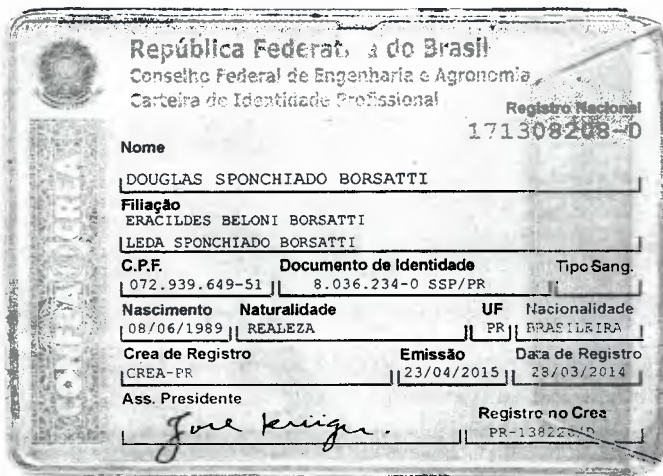 República Federativa do Brasil
Conselho Federal de Engenharia e Agronomia
Carteira de Identidade Profissional
Registro Nacional
171308208-0
Nome
DOUGLAS SPONCHIADO BORSATTI
Filiação
ERACILDES BELONI BORSATTI
LEDA SPONCHIADO BORSATTI
C.P.F. Documento de Identidade Tipo Sang.
072.939.649-51 8.036.234-0 SSP/PR
Nascimento Naturalidade UF Nacionalidade
08/06/1989 REALEZA PR BRASILEIRA
Crea de Registro Emissão Data de Registro
CREA-PR 23/04/2015 28/03/2014
Ass. Presidente
Registro no Crea